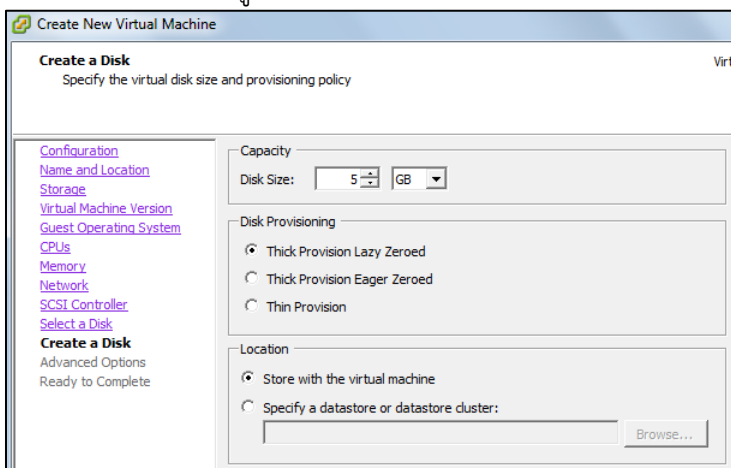 Create New Virtual Machine
Create a Disk
Specify the virtual disk size and provisioning policy
Virt
Configuration
Name and Location
Storage
Virtual Machine Version
Guest Operating System
CPUs
Memory
Network
SCSI Controller
Select a Disk
Create a Disk
Advanced Options
Ready to Complete
Capacity
Disk Size: 5 GB
Disk Provisioning
Thick Provision Lazy Zeroed
Thick Provision Eager Zeroed
Thin Provision
Location
Store with the virtual machine
Specify a datastore or datastore cluster:
Browse...